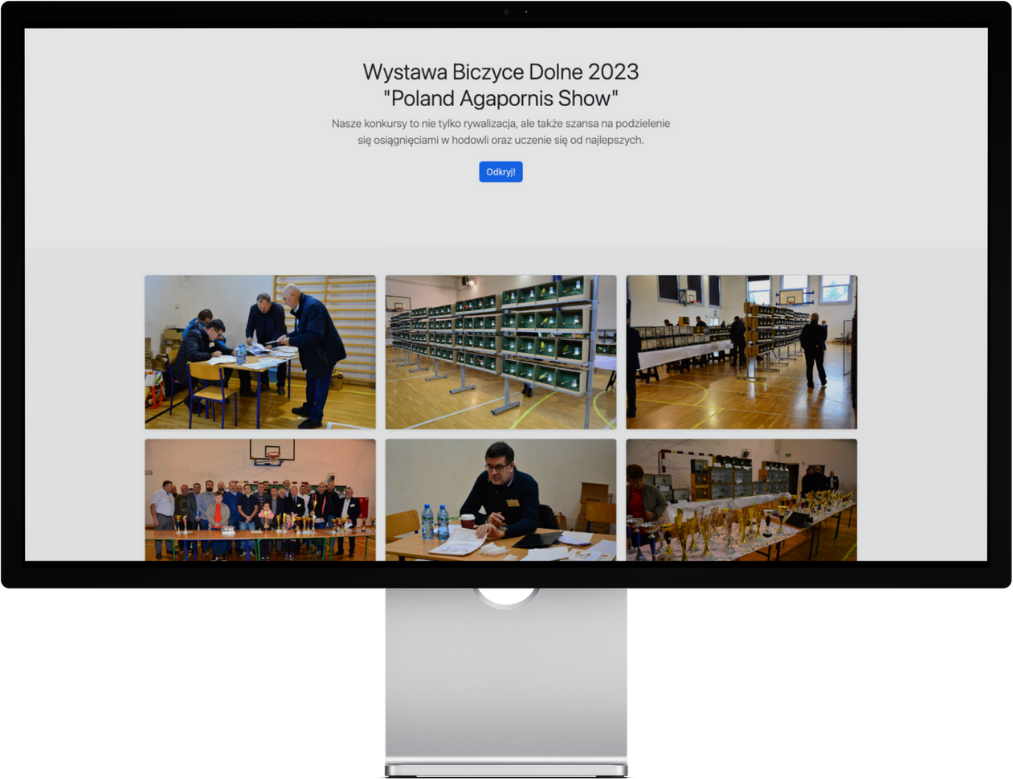 Wystawa Biczyce Dolne 2023
"Poland Agapornis Show"
Nasze konkursy to nie tylko rywalizacja, ale także szansa na podzielenie
się osiągnięciami w hodowli oraz uczenie się od najlepszych.
Odkryj!